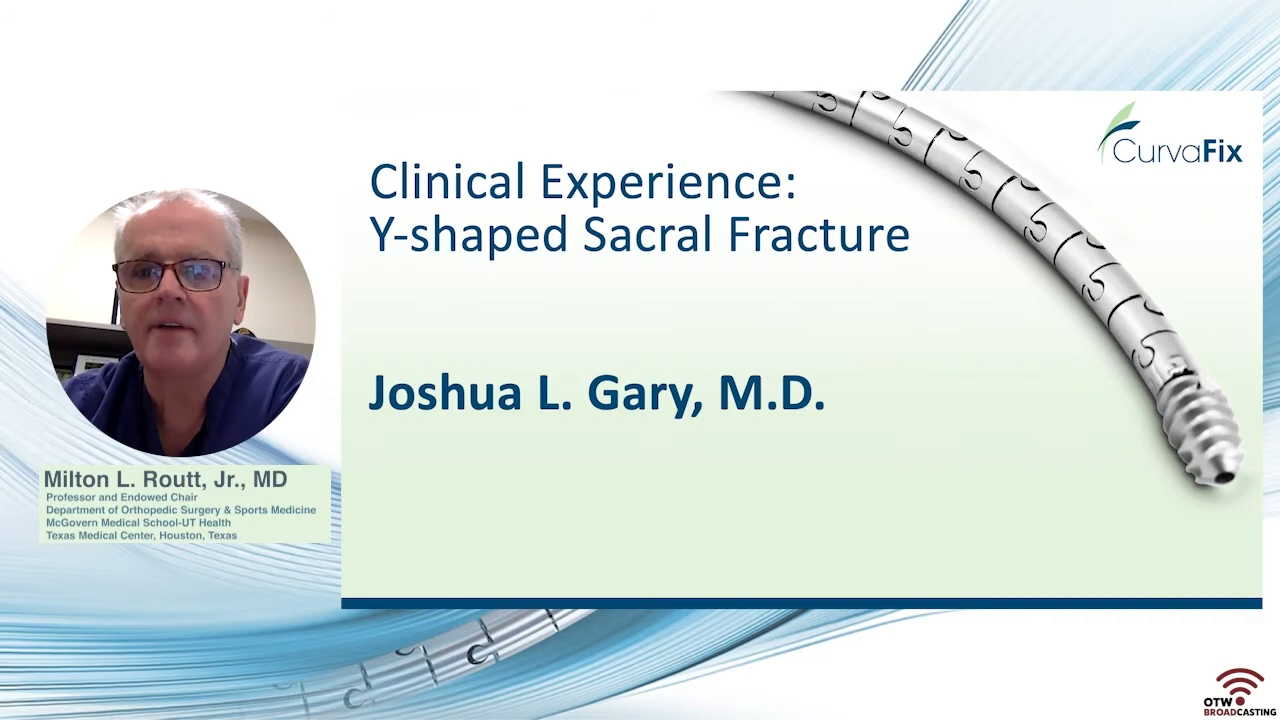 CurvaFix
Clinical Experience:
Y-shaped Sacral Fracture
Joshua L. Gary, M.D.
Milton L. Routt, Jr., MD
Professor and Endowed Chair
Department of Orthopedic Surgery & Sports Medicine
McGovern Medical School-UT Health
Texas Medical Center, Houston, Texas
OTW
BROADCASTING